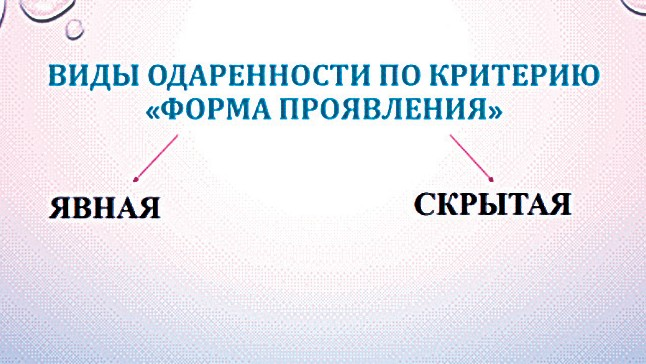 ВИДЫ ОДАРЕННОСТИ ПО КРИТЕРИЮ
«ФОРМА ПРОЯВЛЕНИЯ»
ЯВНАЯ
СКРЫТАЯ